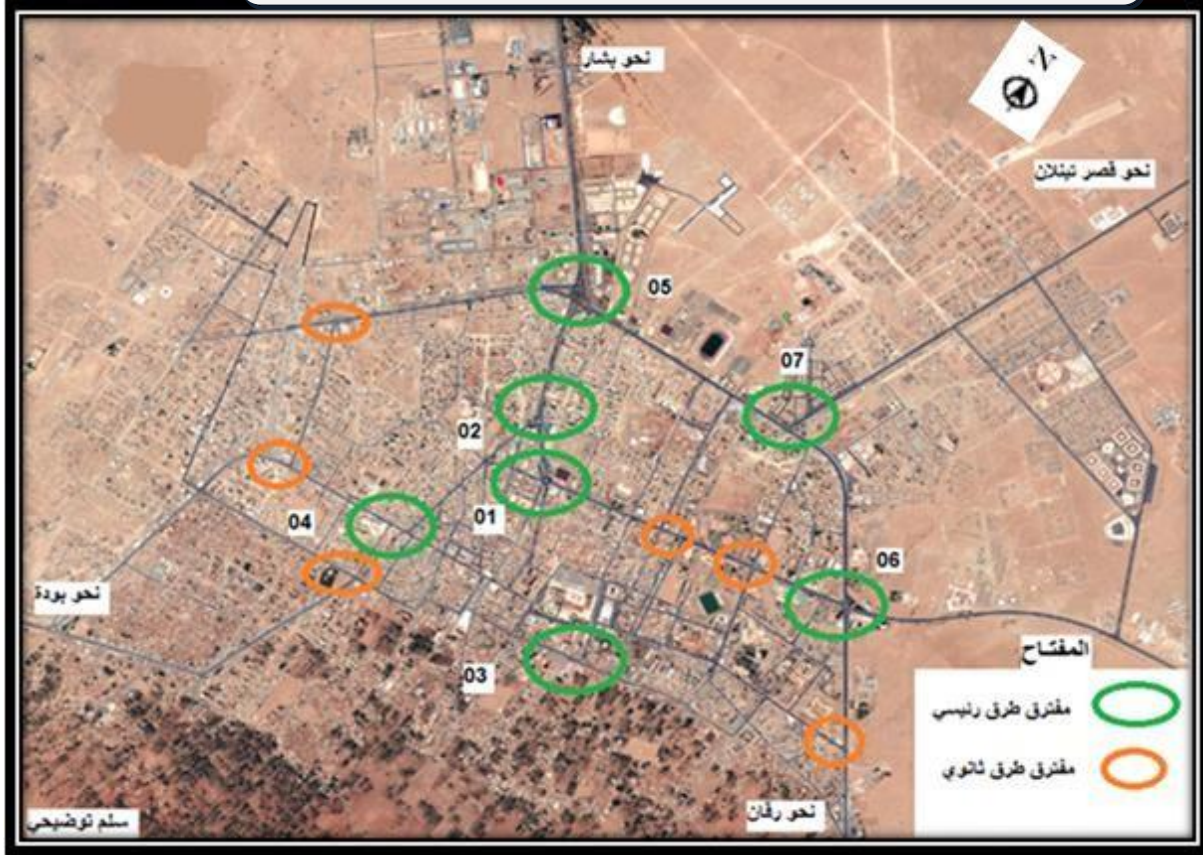 نحو بشار
N
نحو قصر تينلان
05
07
02
01
04
06
نحو بودة
03
المفتاح
مفترق طرق رئيسي
مفترق طرق ثانوي
نحو رقان
سلم توضيحي